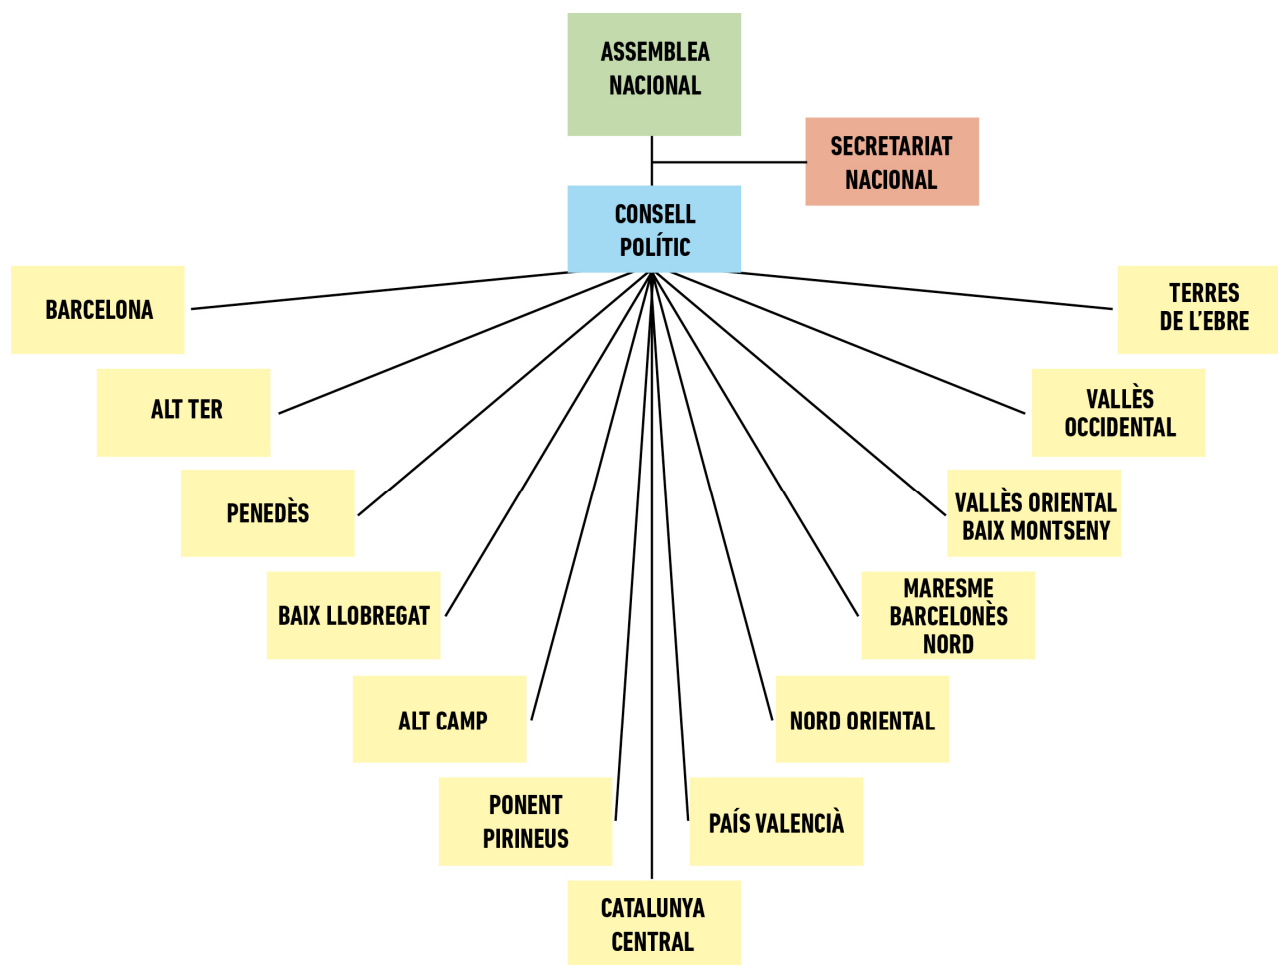 ASSEMBLEA
NACIONAL
SECRETARIAT
NACIONAL
CONSELL
POLÍTIC
BARCELONA
TERRES
DE L'EBRE
ALT TER
VALLÈS
OCCIDENTAL
PENEDÈS
VALLÈS ORIENTAL
BAIX MONTSENY
BAIX LLOBREGAT
MARESME
BARCELONÈS
NORD
ALT CAMP
NORD ORIENTAL
PONENT
PIRINEUS
PAÍS VALENCIÀ
CATALUNYA
CENTRAL